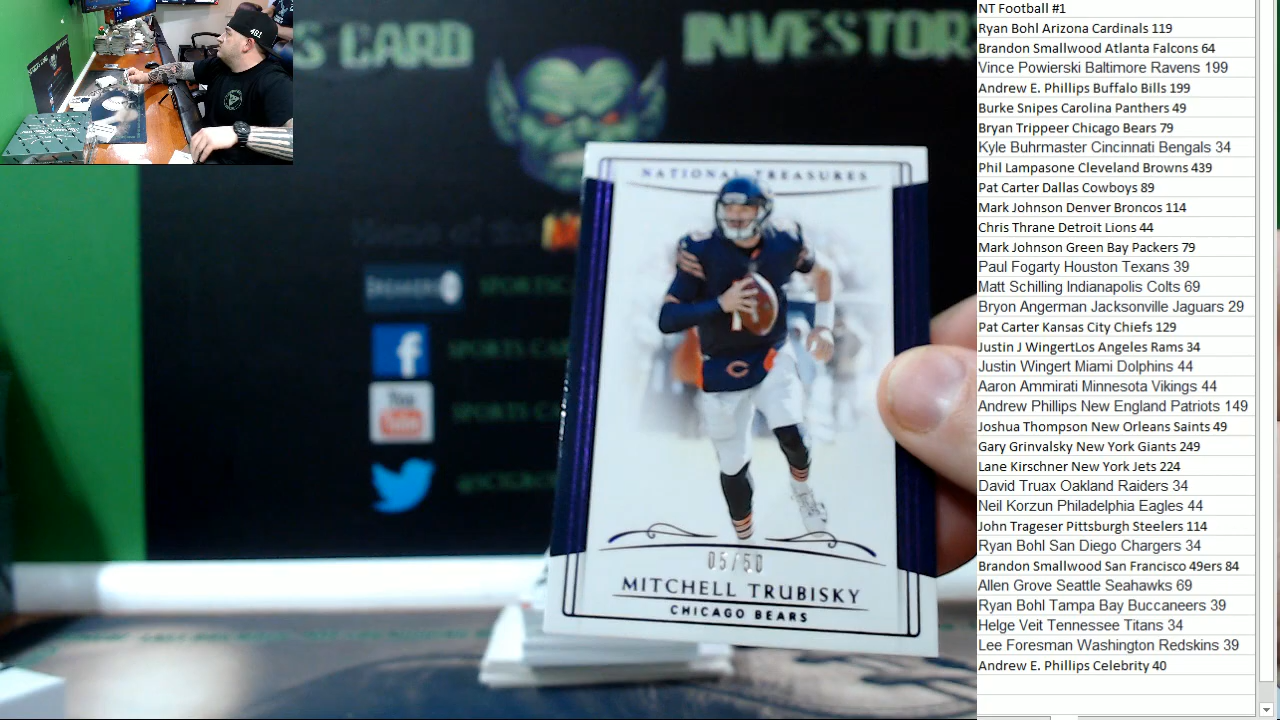 S CARD INVESTOR
NATIONAL TREASURES
05/50
MITCHELL TRUBISKY
CHICAGO BEARS
f
You
Tube
461
NT Football #1
Ryan Bohl Arizona Cardinals 119
Brandon Smallwood Atlanta Falcons 64
Vince Powierski Baltimore Ravens 199
Andrew E. Phillips Buffalo Bills 199
Burke Snipes Carolina Panthers 49
Bryan Trippeer Chicago Bears 79
Kyle Buhrmaster Cincinnati Bengals 34
Phil Lampasone Cleveland Browns 439
Pat Carter Dallas Cowboys 89
Mark Johnson Denver Broncos 114
Chris Thrane Detroit Lions 44
Mark Johnson Green Bay Packers 79
Paul Fogarty Houston Texans 39
Matt Schilling Indianapolis Colts 69
Bryon Angerman Jacksonville Jaguars 29
Pat Carter Kansas City Chiefs 129
Justin J WingertLos Angeles Rams 34
Justin Wingert Miami Dolphins 44
Aaron Ammirati Minnesota Vikings 44
Andrew Phillips New England Patriots 149
Joshua Thompson New Orleans Saints 49
Gary Grinvalsky New York Giants 249
Lane Kirschner New York Jets 224
David Truax Oakland Raiders 34
Neil Korzun Philadelphia Eagles 44
John Trageser Pittsburgh Steelers 114
Ryan Bohl San Diego Chargers 34
Brandon Smallwood San Francisco 49ers 84
Allen Grove Seattle Seahawks 69
Ryan Bohl Tampa Bay Buccaneers 39
Helge Veit Tennessee Titans 34
Lee Foresman Washington Redskins 39
Andrew E. Phillips Celebrity 40